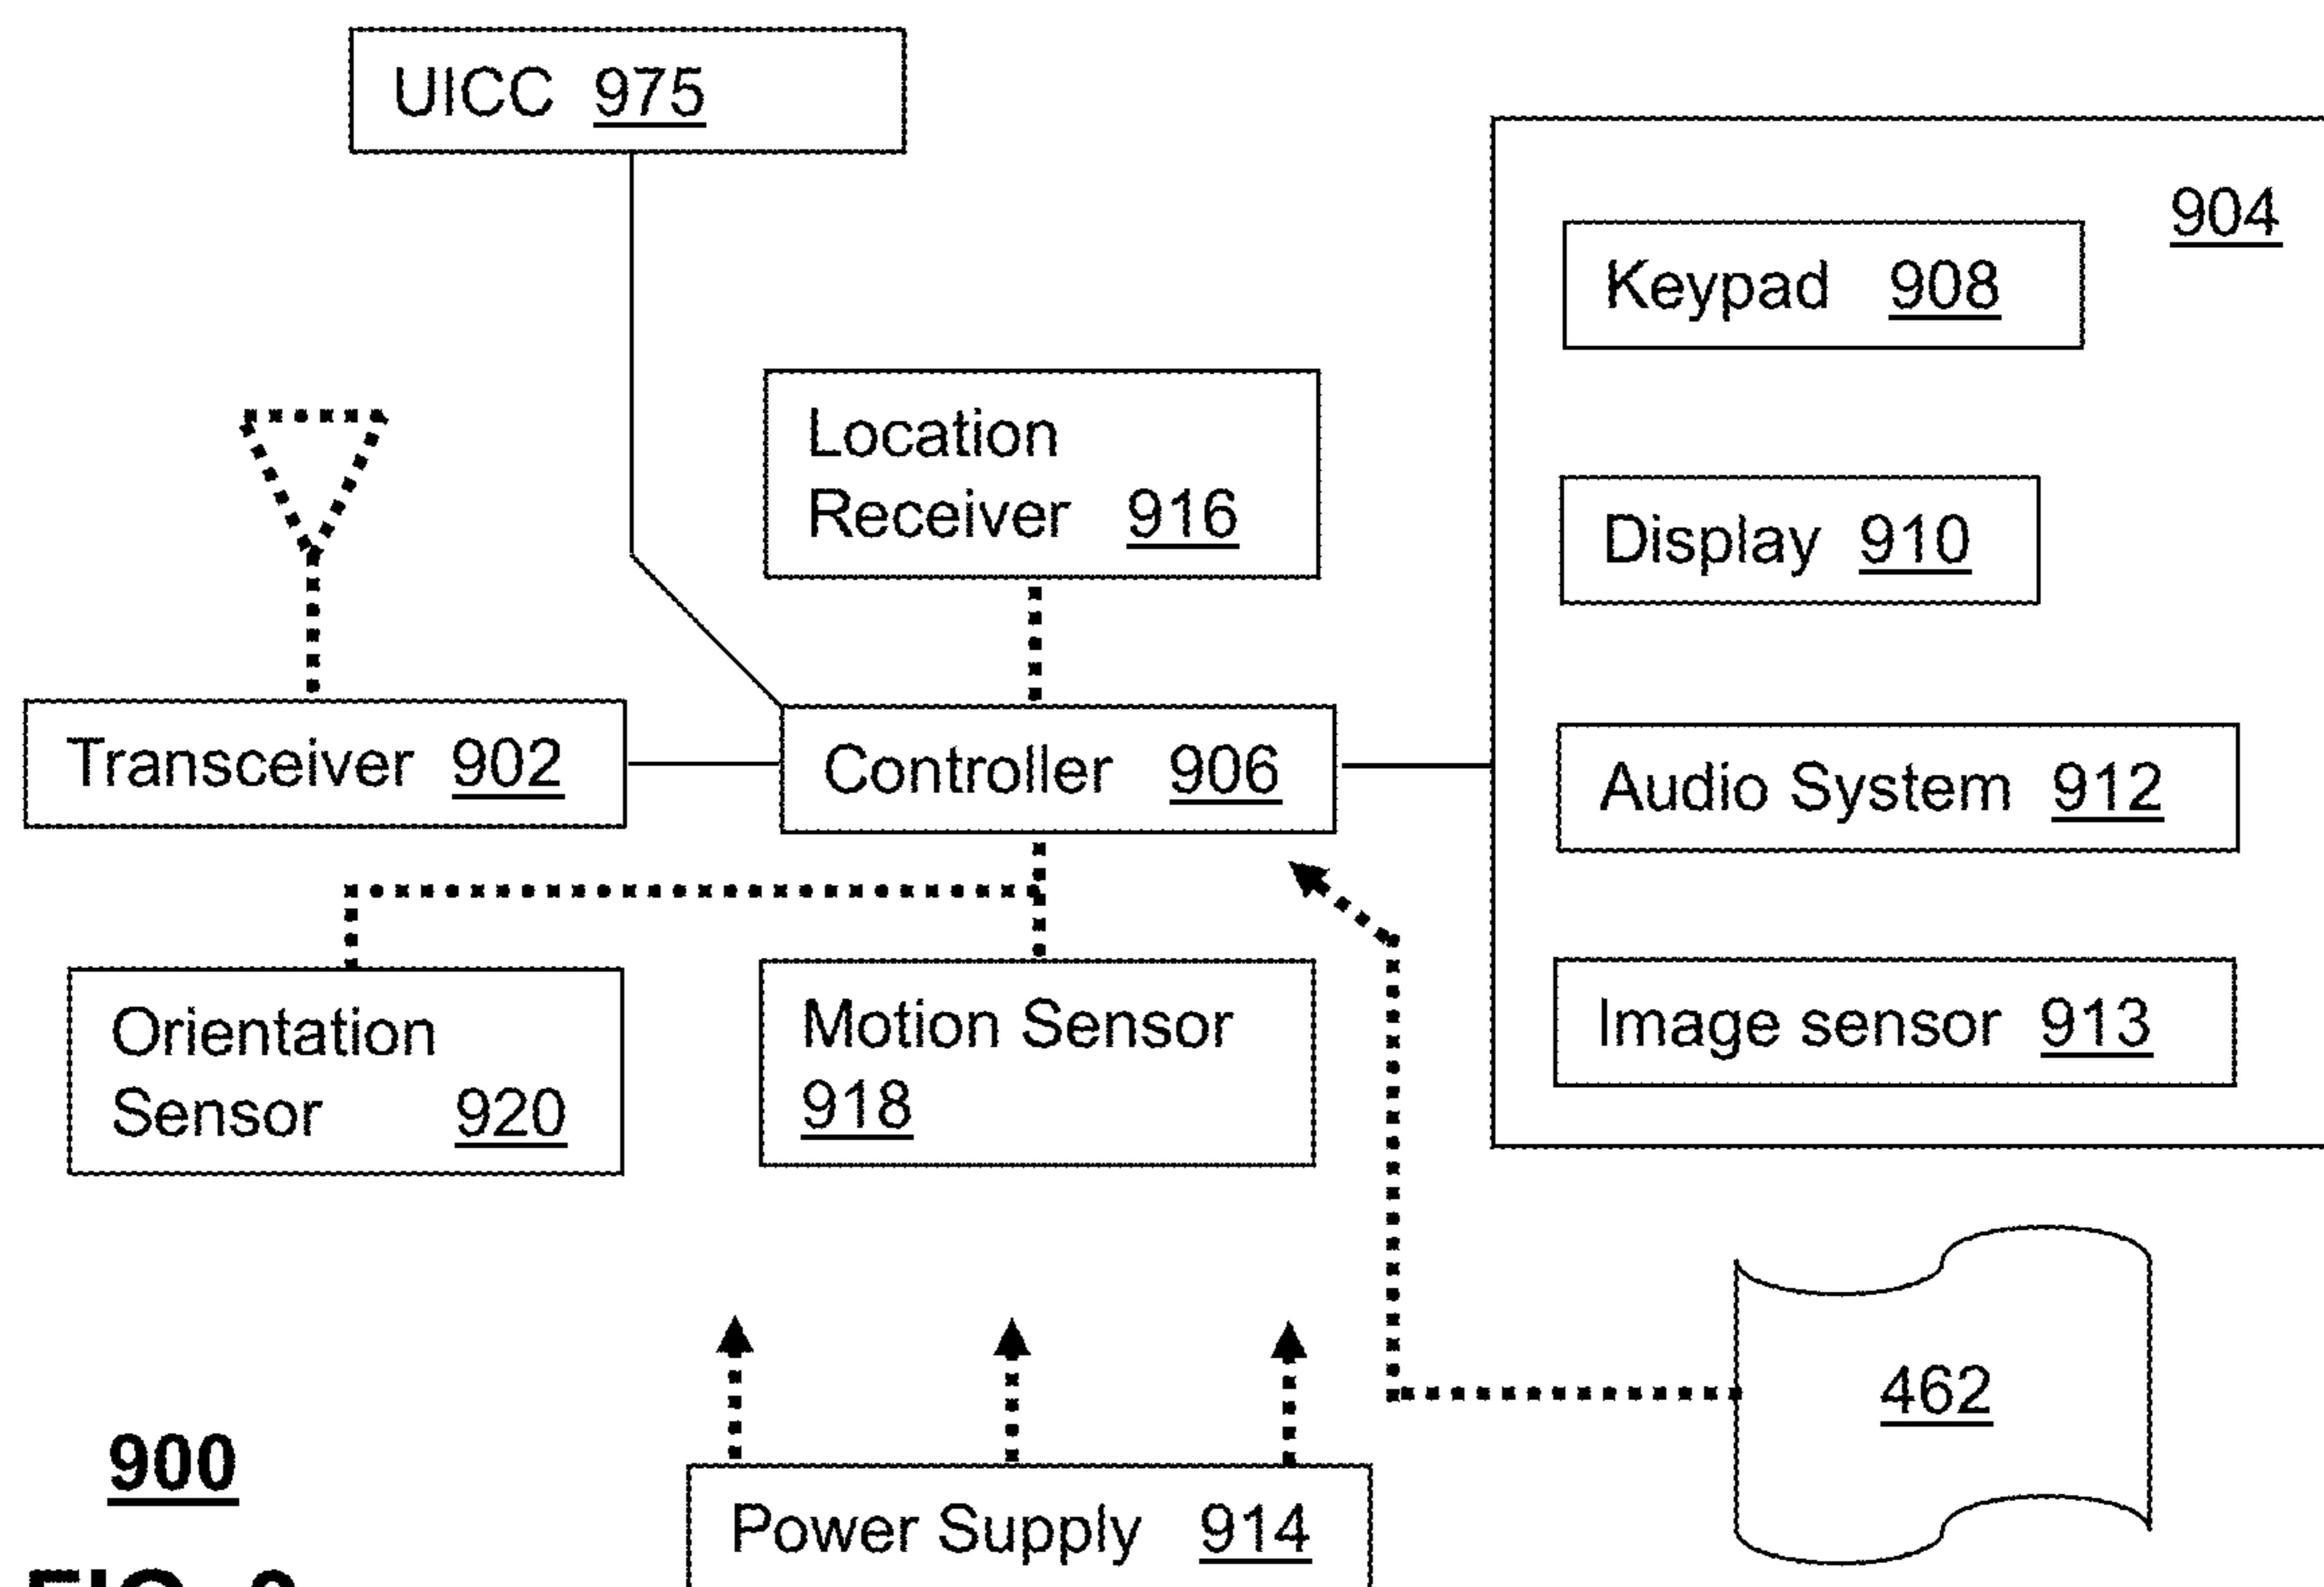 UICC 975
904
Keypad 908
Location
Receiver 916
Display 910
Transceiver 902
Controller 906
Audio System 912
Orientation
Sensor 920
Motion Sensor
918
Image sensor 913
462
900
Power Supply 914